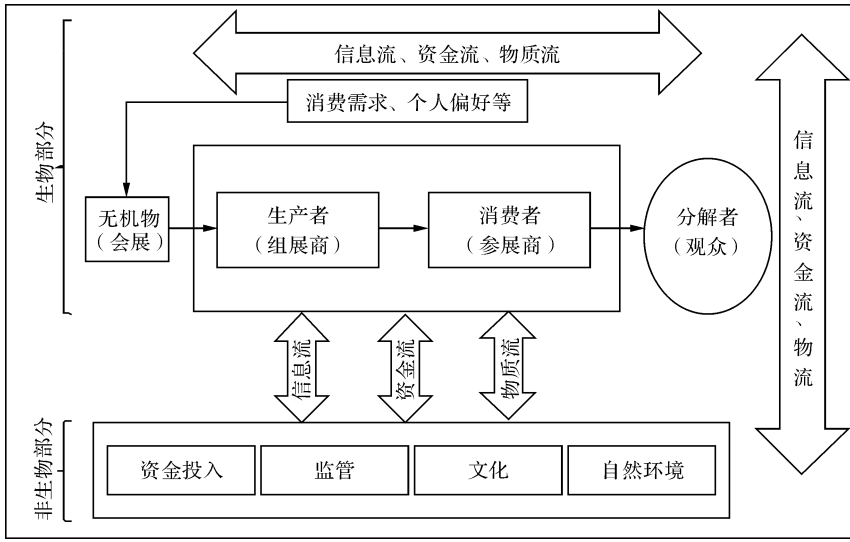 信息流、资金流、物质流
消费需求、个人偏好等
生物部分
无机物
（会展）
生产者
（组展商）
消费者
（参展商）
分解者
（观众）
信息流、资金流、物流
信息流
资金流
物质流
非生物部分
资金投入
监管
文化
自然环境